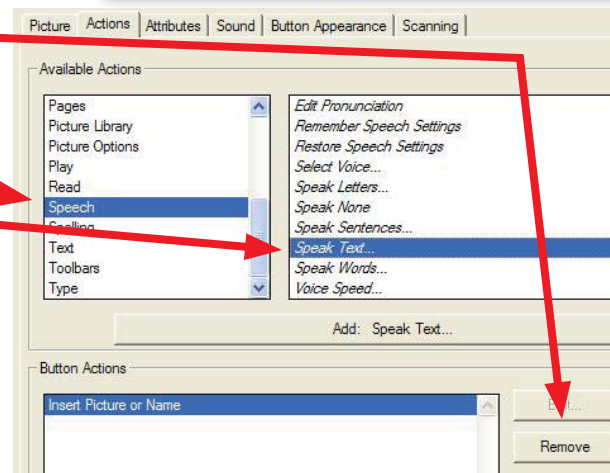 Picture Actions Attributes Sound Button Appearance Scanning
Available Actions
Pages
Picture Library
Picture Options
Play
Read
Speech
Spelling
Text
Toolbars
Type
Edit Pronunciation
Remember Speech Settings
Restore Speech Settings
Select Voice...
Speak Letters...
Speak None
Speak Sentences...
Speak Text...
Speak Words...
Voice Speed...
Add: Speak Text...
Button Actions
Insert Picture or Name
Remove